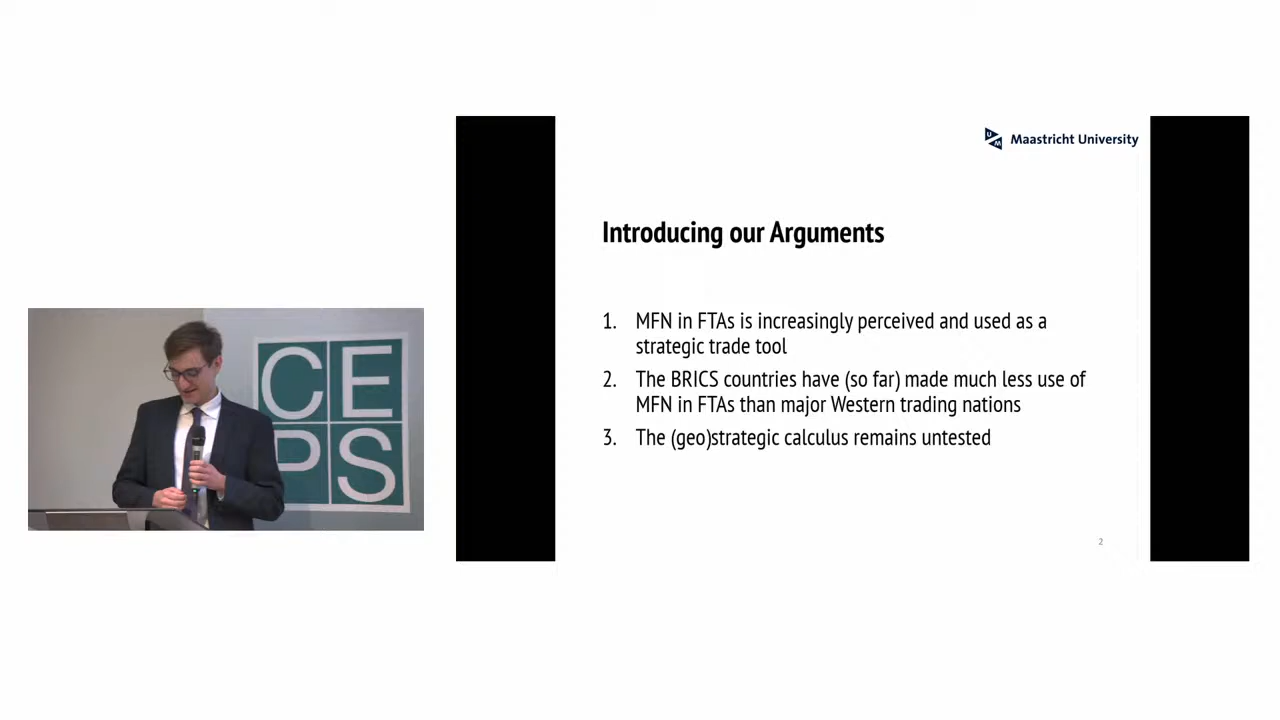 UM Maastricht University
Introducing our Arguments
1. MFN in FTAs is increasingly perceived and used as a
strategic trade tool
2. The BRICS countries have (so far) made much less use of
MFN in FTAs than major Western trading nations
3. The (geo)strategic calculus remains untested
2
CE
PS